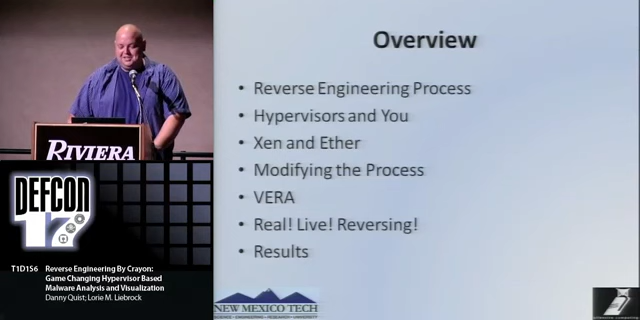 RIVIERA
DEFCON
17
T1D1S6 Reverse Engineering By Crayon:
Game Changing Hypervisor Based
Malware Analysis and Visualization
Danny Quist; Lorie M. Liebrock
Overview
• Reverse Engineering Process
• Hypervisors and You
• Xen and Ether
• Modifying the Process
• VERA
• Real! Live! Reversing!
• Results
NEW MEXICO TECH